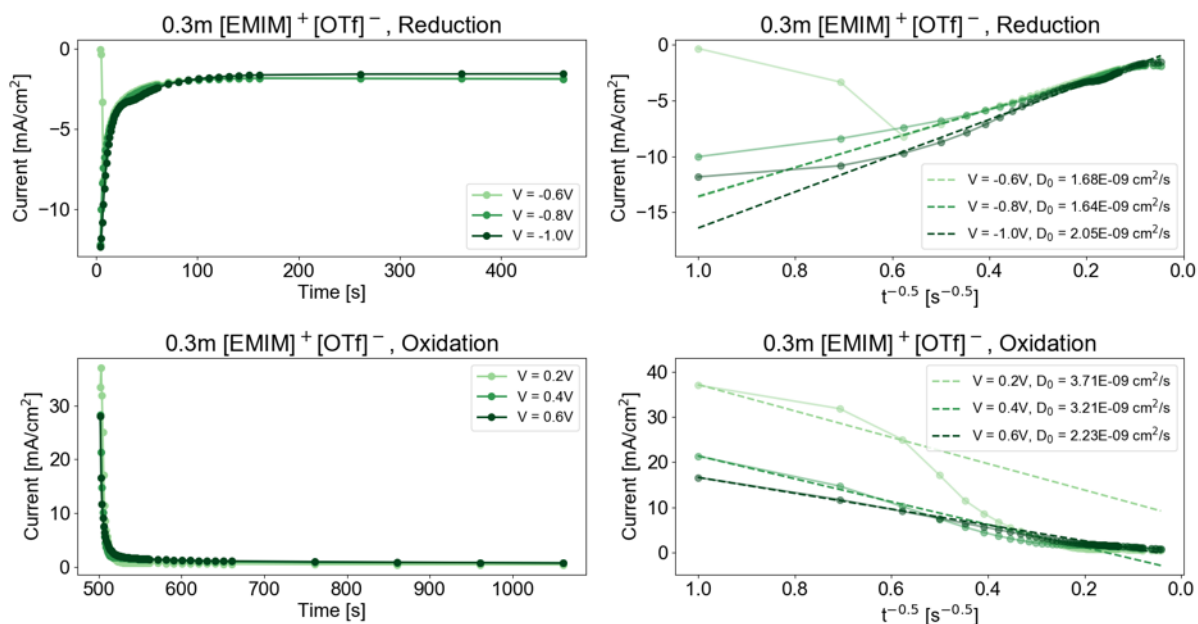 0.3m [EMIM]⁺[OTf]⁻, Reduction
Current [mA/cm²]
0
−5
−10
V = -0.6V
V = -0.8V
V = -1.0V
0 100 200 300 400
Time [s]
0.3m [EMIM]⁺[OTf]⁻, Reduction
Current [mA/cm²]
0
−5
−10
−15
V = -0.6V, D₀ = 1.68E-09 cm²/s
V = -0.8V, D₀ = 1.64E-09 cm²/s
V = -1.0V, D₀ = 2.05E-09 cm²/s
1.0 0.8 0.6 0.4 0.2 0.0
t⁻⁰·⁵ [s⁻⁰·⁵]
0.3m [EMIM]⁺[OTf]⁻, Oxidation
Current [mA/cm²]
30
20
10
0
V = 0.2V
V = 0.4V
V = 0.6V
500 600 700 800 900 1000
Time [s]
0.3m [EMIM]⁺[OTf]⁻, Oxidation
Current [mA/cm²]
40
30
20
10
0
V = 0.2V, D₀ = 3.71E-09 cm²/s
V = 0.4V, D₀ = 3.21E-09 cm²/s
V = 0.6V, D₀ = 2.23E-09 cm²/s
1.0 0.8 0.6 0.4 0.2 0.0
t⁻⁰·⁵ [s⁻⁰·⁵]